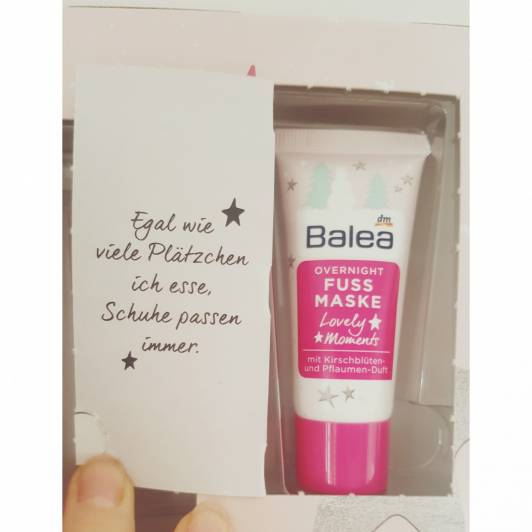 Egal wie
viele Plätzchen
ich esse,
Schuhe passen
immer.
dm
Balea
OVERNIGHT
FUSS
MASKE
Lovely
Moments
mit Kirschblüten-
und Pflaumen-Duft